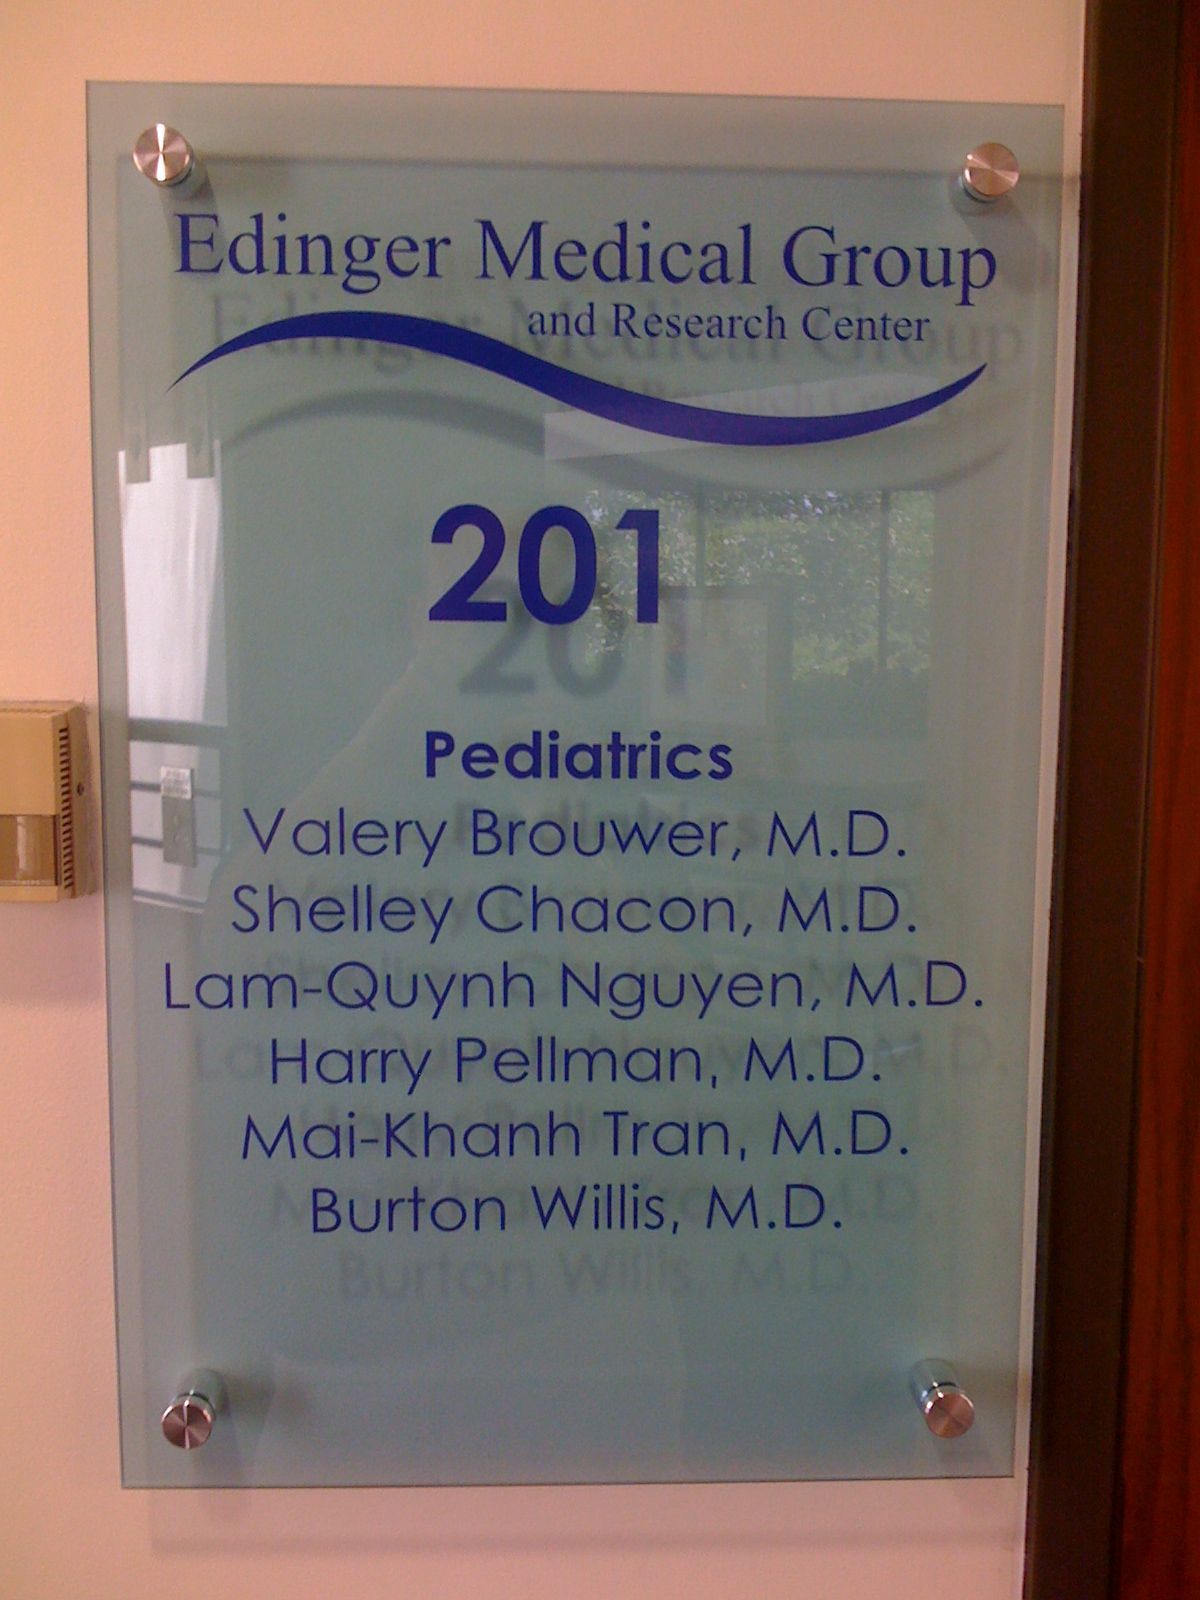 Edinger Medical Group
and Research Center
201
Pediatrics
Valery Brouwer, M.D.
Shelley Chacon, M.D.
Lam-Quynh Nguyen, M.D.
Harry Pellman, M.D.
Mai-Khanh Tran, M.D.
Burton Willis, M.D.